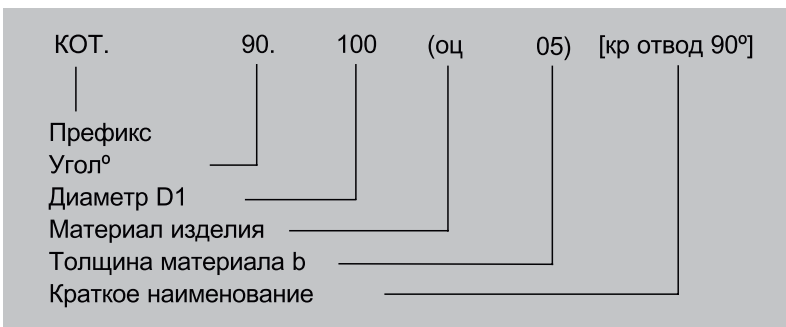 КОТ. 90. 100 (оц 05) [кр отвод 90º]
Префикс
Уголº
Диаметр D1
Материал изделия
Толщина материала b
Краткое наименование